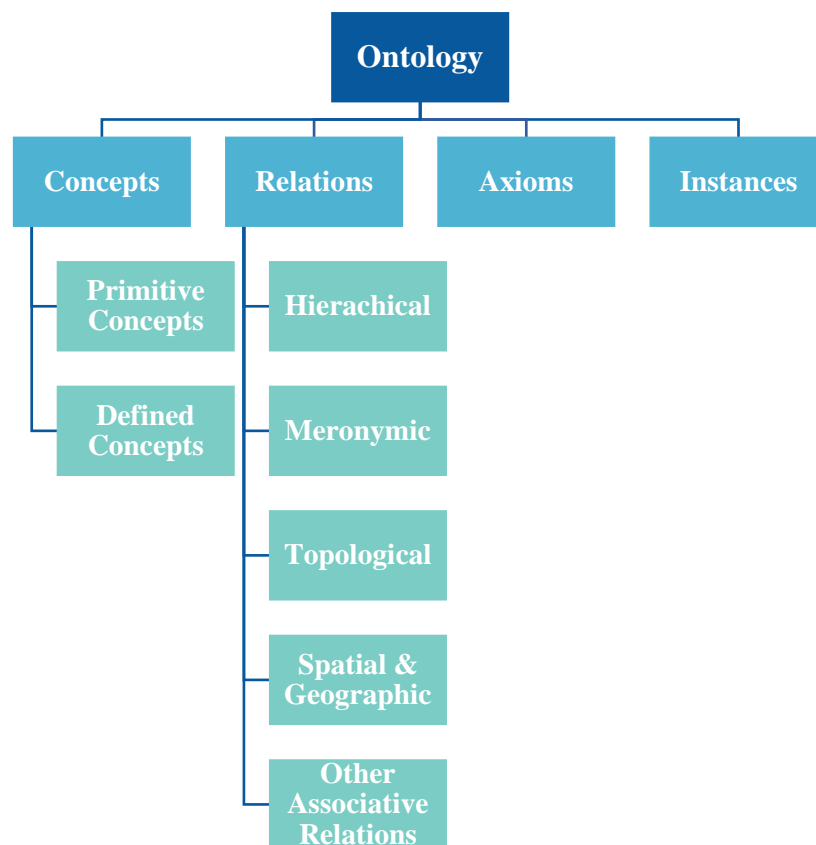 Ontology
Concepts
Relations
Axioms
Instances
Primitive
Concepts
Defined
Concepts
Hierachical
Meronymic
Topological
Spatial &
Geographic
Other
Associative
Relations